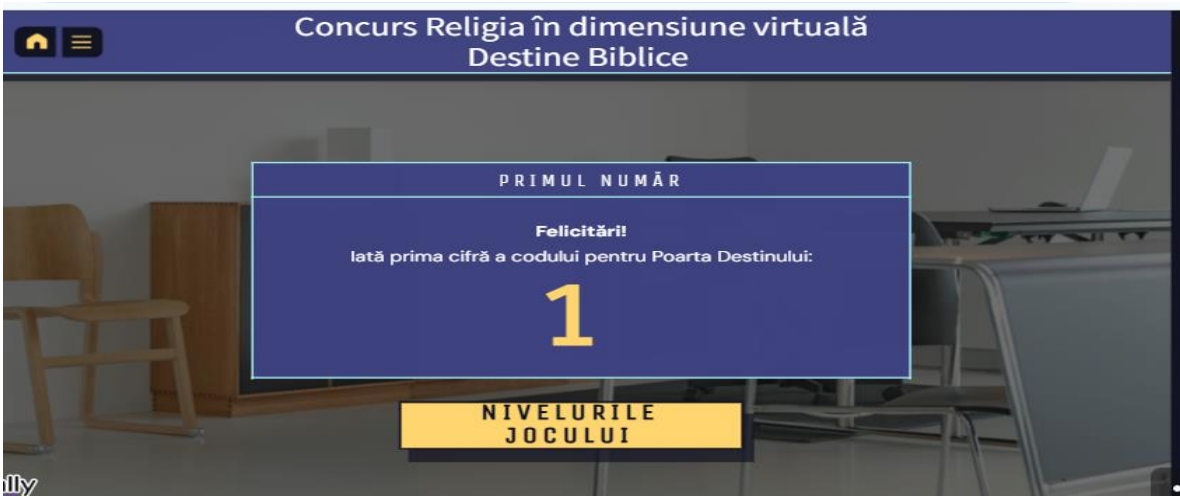 Concurs Religia în dimensiune virtuală
Destine Biblice
PRIMUL NUMĂR
Felicitări!
Iată prima cifră a codului pentru Poarta Destinului:
1
NIVELURILE
JOCULUI